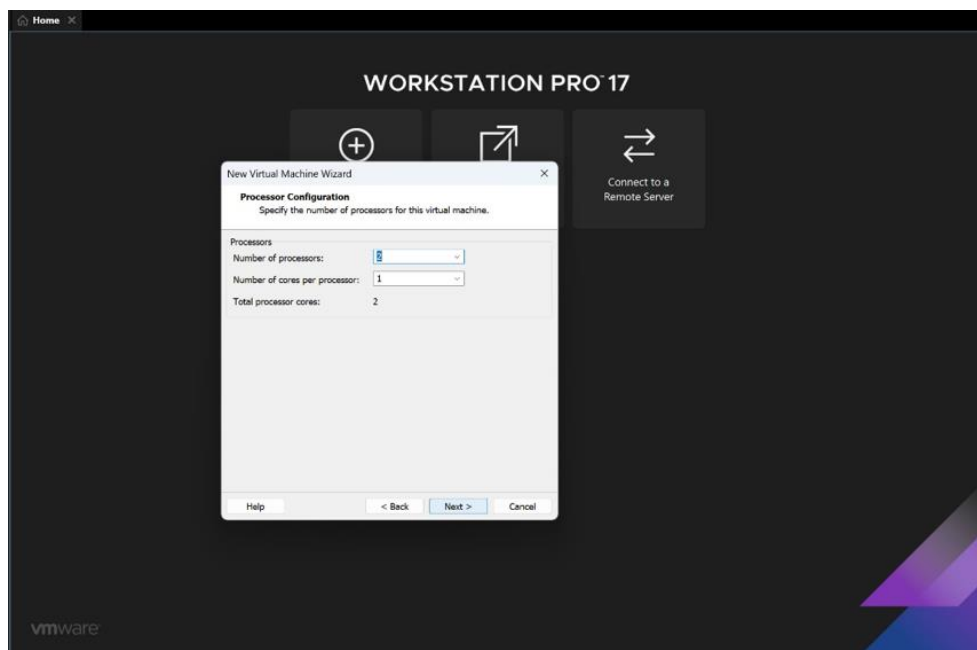 Home
WORKSTATION PRO™ 17
Connect to a
Remote Server
New Virtual Machine Wizard
Processor Configuration
Specify the number of processors for this virtual machine.
Processors
Number of processors: 2
Number of cores per processor: 1
Total processor cores: 2
Help < Back Next > Cancel
vmware